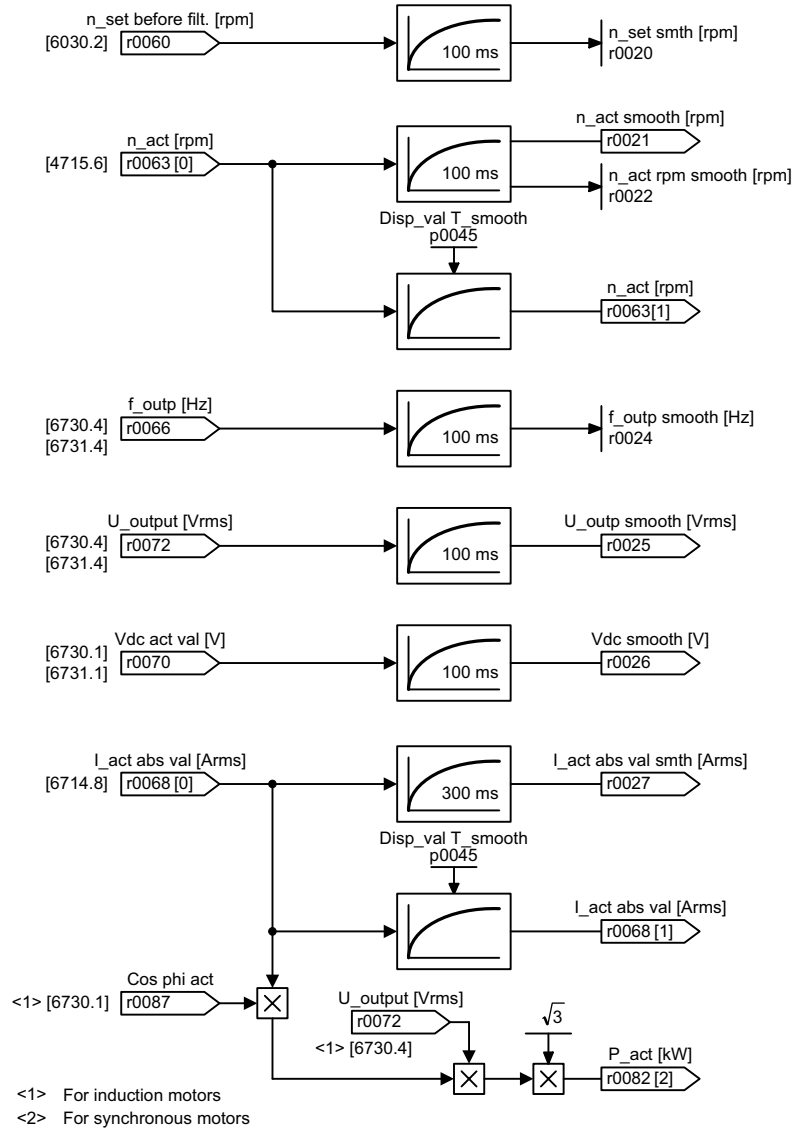 n_set before filt. [rpm]
[6030.2] r0060
100 ms
n_set smth [rpm]
r0020
n_act [rpm]
[4715.6] r0063 [0]
100 ms
n_act smooth [rpm]
r0021
n_act rpm smooth [rpm]
r0022
Disp_val T_smooth
p0045
n_act [rpm]
r0063[1]
f_outp [Hz]
[6730.4] r0066
[6731.4]
100 ms
f_outp smooth [Hz]
r0024
U_output [Vrms]
[6730.4] r0072
[6731.4]
100 ms
U_outp smooth [Vrms]
r0025
Vdc act val [V]
[6730.1] r0070
[6731.1]
100 ms
Vdc smooth [V]
r0026
I_act abs val [Arms]
[6714.8] r0068 [0]
300 ms
I_act abs val smth [Arms]
r0027
Disp_val T_smooth
p0045
I_act abs val [Arms]
r0068 [1]
Cos phi act
<1> [6730.1] r0087
U_output [Vrms]
r0072
<1> [6730.4]
√3
P_act [kW]
r0082 [2]
<1> For induction motors
<2> For synchronous motors